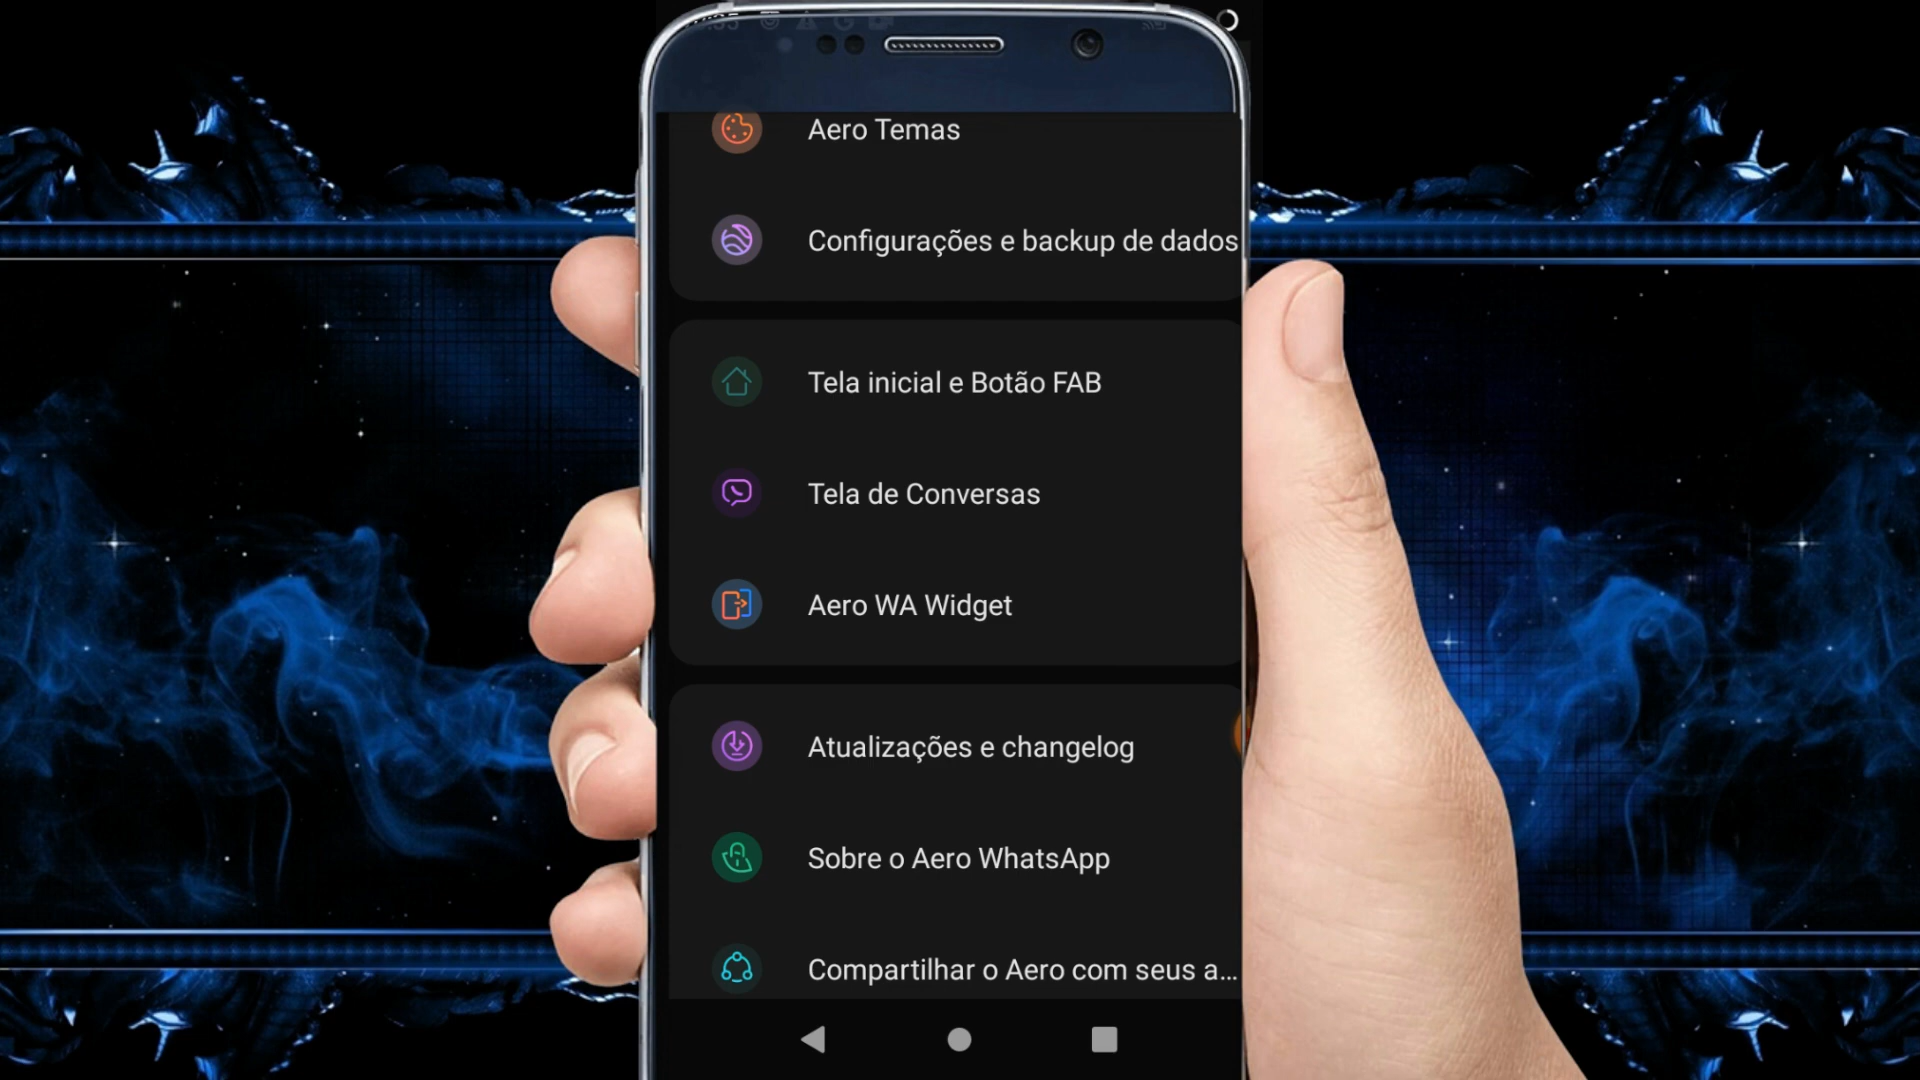 Aero Temas
Configurações e backup de dados
Tela inicial e Botão FAB
Tela de Conversas
Aero WA Widget
Atualizações e changelog
Sobre o Aero WhatsApp
Compartilhar o Aero com seus a...